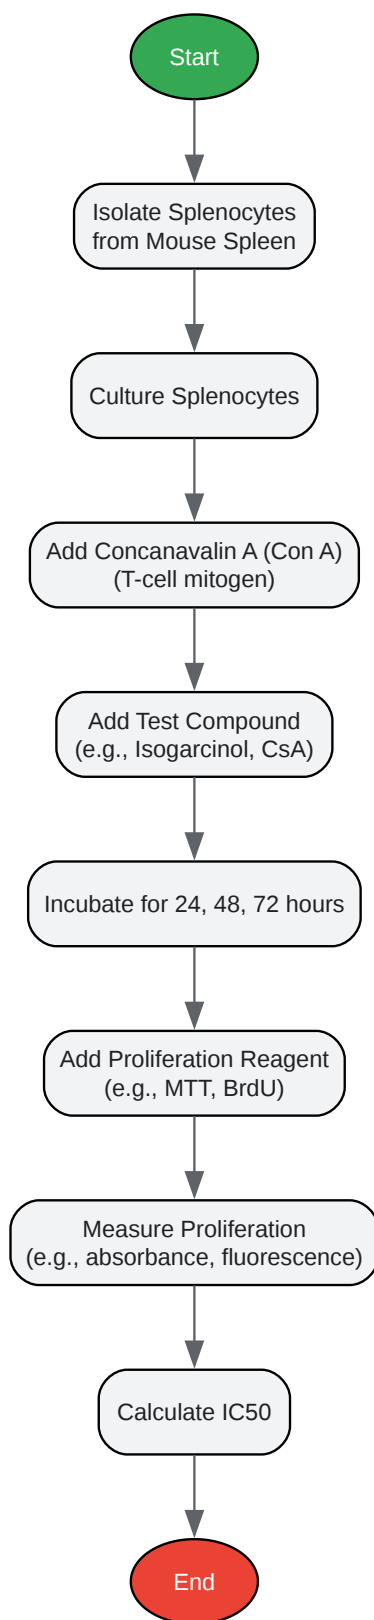 Start
Isolate Splenocytes
from Mouse Spleen
Culture Splenocytes
Add Concanavalin A (Con A)
(T-cell mitogen)
Add Test Compound
(e.g., Isogarcinol, CsA)
Incubate for 24, 48, 72 hours
Add Proliferation Reagent
(e.g., MTT, BrdU)
Measure Proliferation
(e.g., absorbance, fluorescence)
Calculate IC50
End